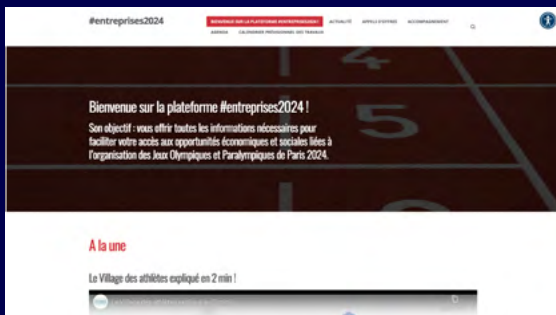 #entreprises2024
BIENVENUE SUR LA PLATEFORME #ENTREPRISES2024 !
ACTUALITÉ
APPELS D'OFFRES
ACCOMPAGNEMENT
AGENDA
CALENDRIER PRÉVISIONNEL DES TRAVAUX
4
5
Bienvenue sur la plateforme #entreprises2024 !
Son objectif : vous offrir toutes les informations nécessaires pour
faciliter votre accès aux opportunités économiques et sociales liées à
l'organisation des Jeux Olympiques et Paralympiques de Paris 2024.
A la une
Le Village des athlètes expliqué en 2 min !